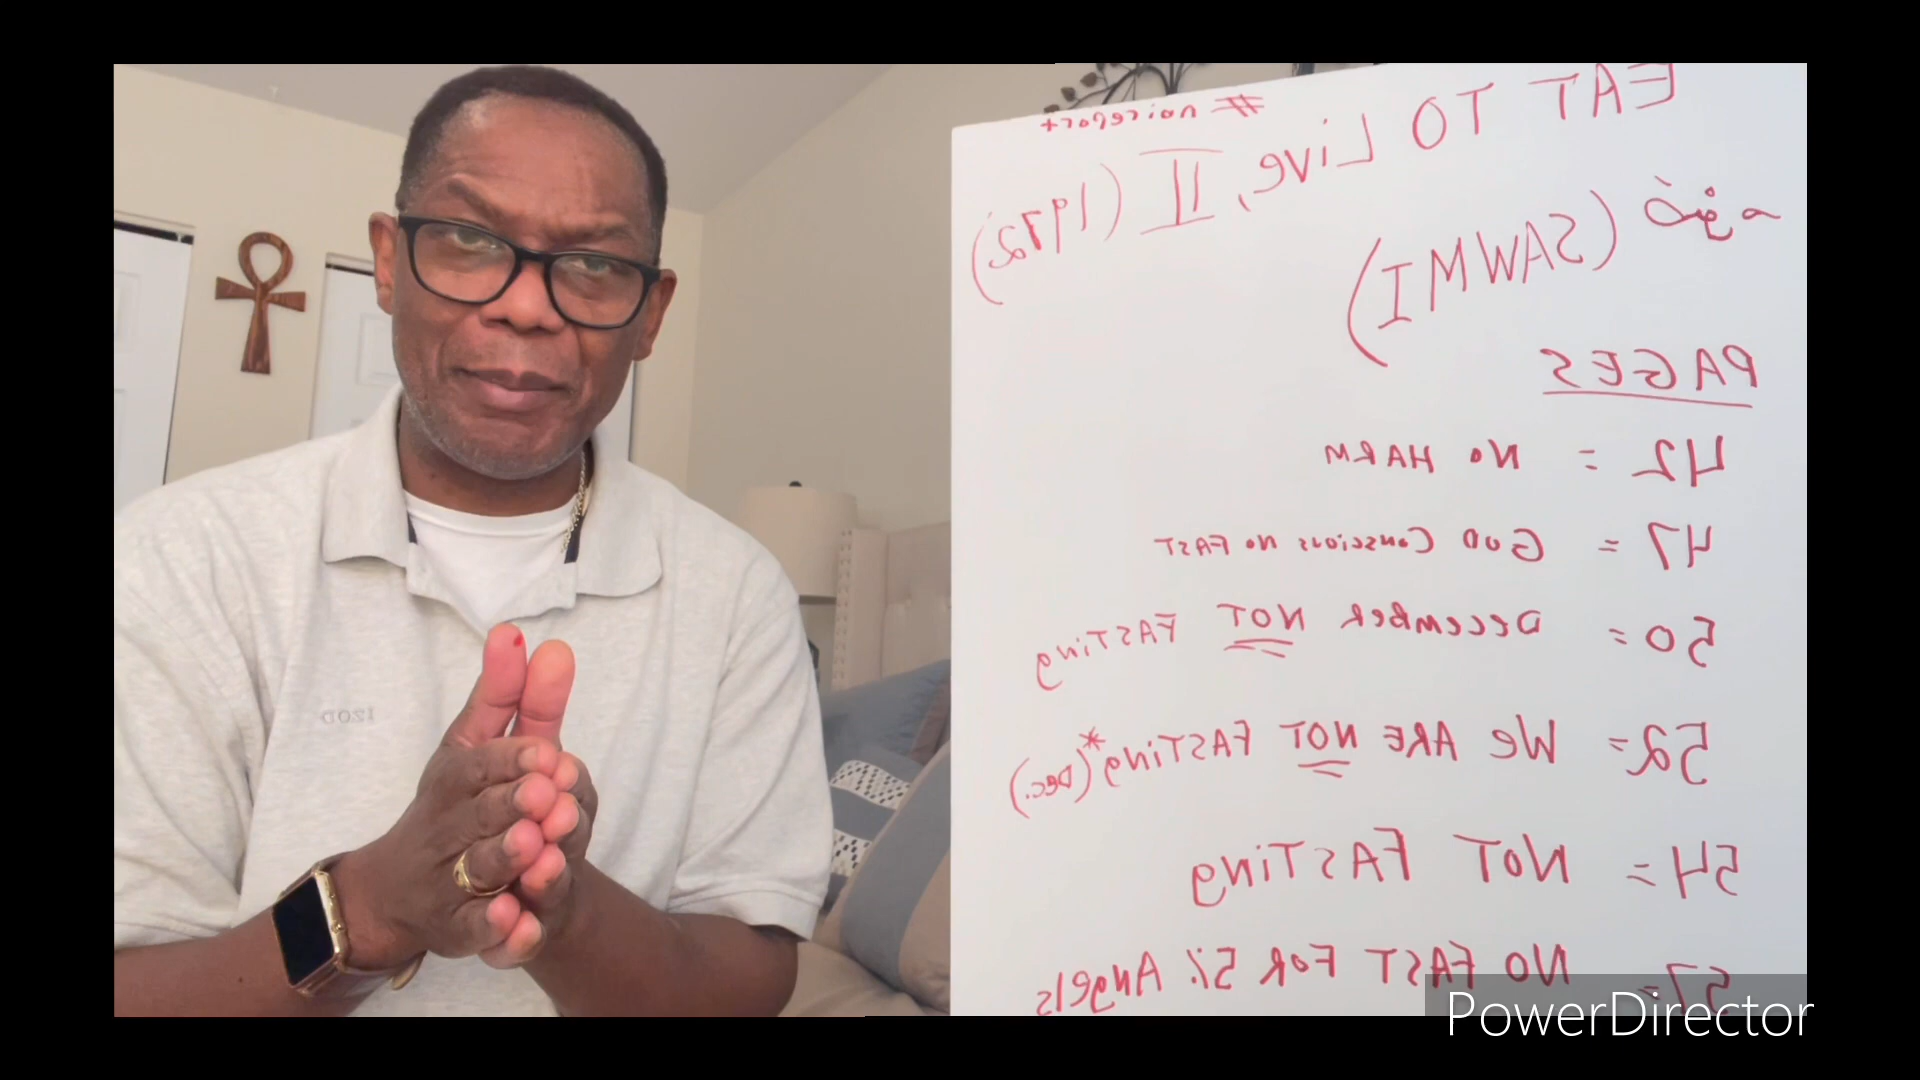 # noireport
EAT TO Live, II (1972)
(SAWMI)
PAGES
42 = No HARM
47 = GOD Conscious no FAST
50 = DECEMBER NOT FASTing
52 = We ARE NOT FASTing* (DEC.)
54 = NOT FASTing
57 = NO FAST FOR 5% Angels
IZOD
PowerDirector